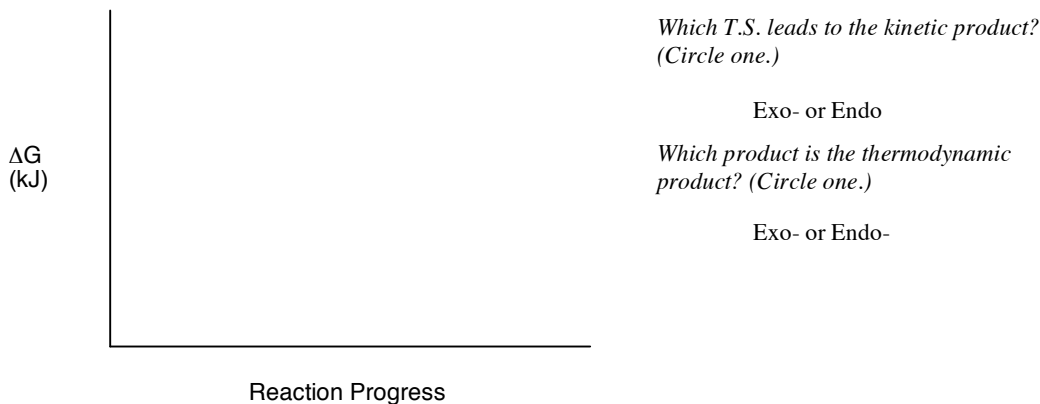 Which T.S. leads to the kinetic product?
(Circle one.)
Exo- or Endo
ΔG
(kJ)
Which product is the thermodynamic
product? (Circle one.)
Exo- or Endo-
Reaction Progress